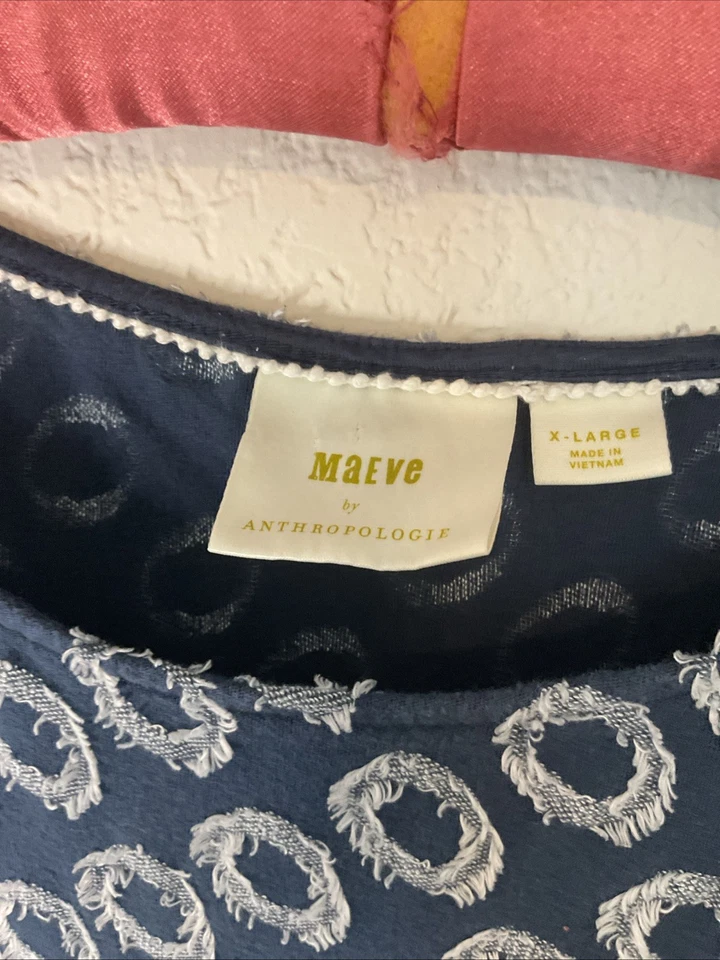 MaEve
by
ANTHROPOLOGIE
X-LARGE
MADE IN
VIETNAM